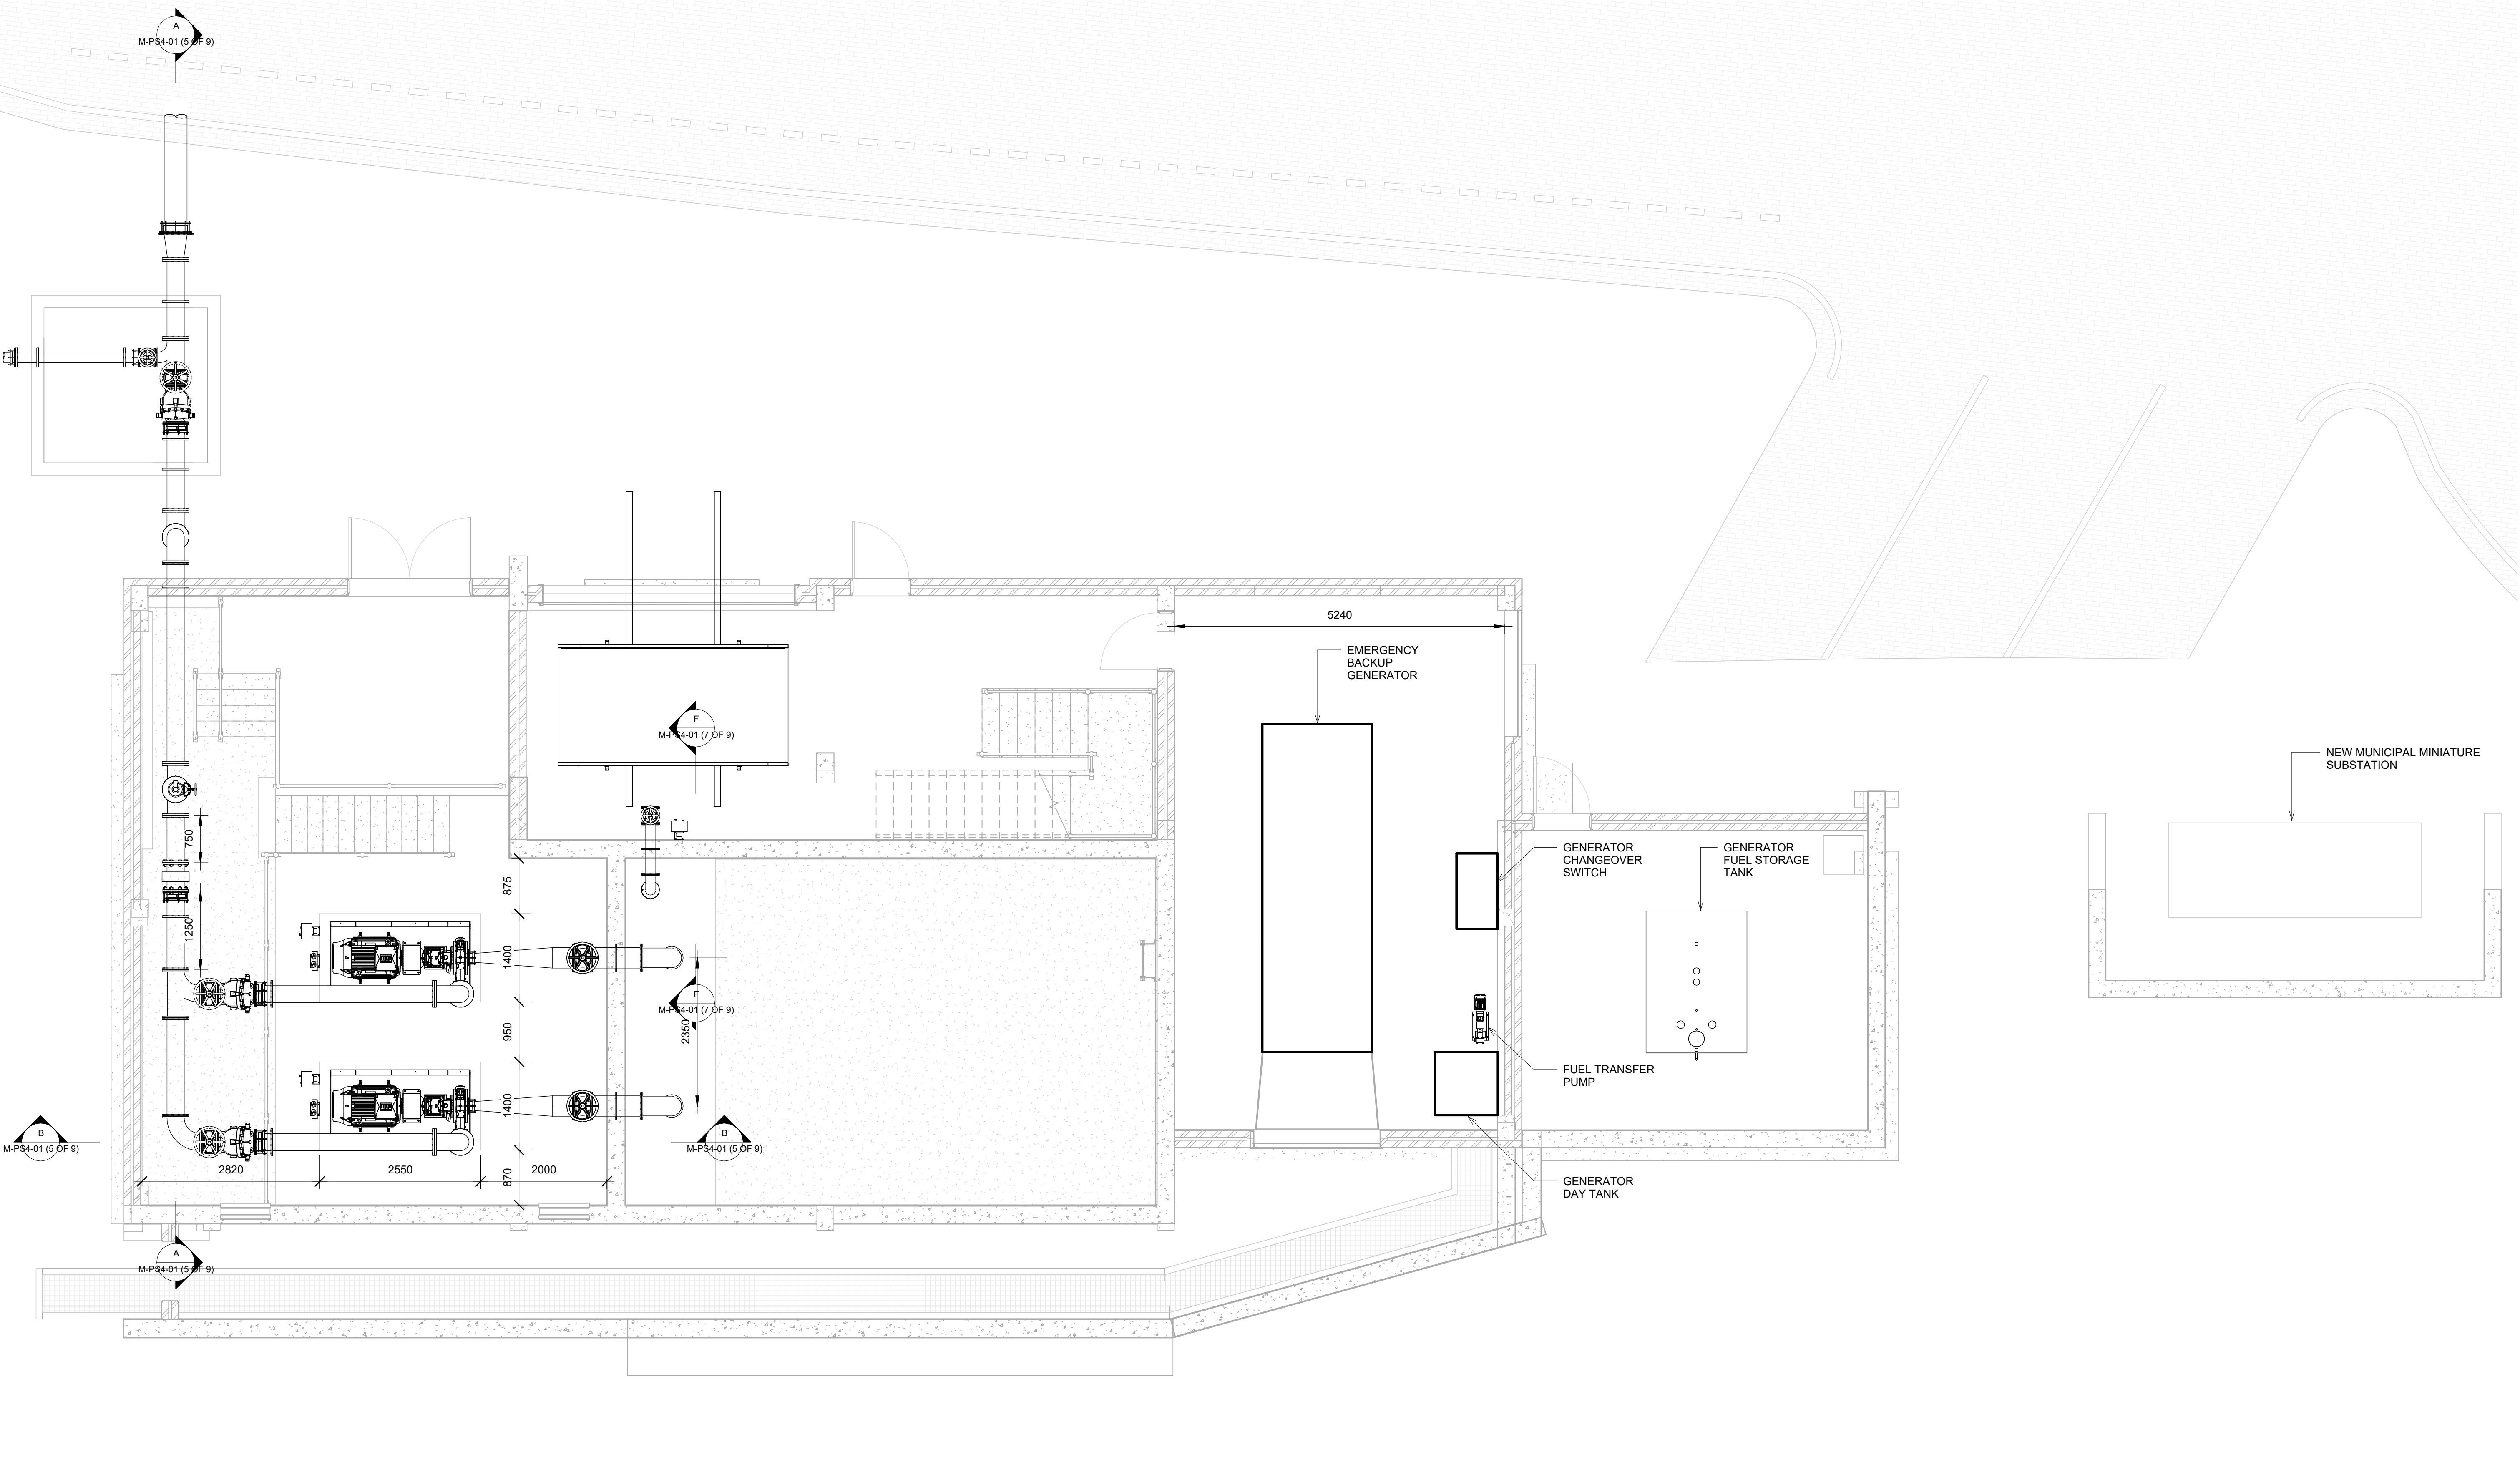 A
M-PS4-01 (5 OF 9)
5240
EMERGENCY
BACKUP
GENERATOR
F
M-PS4-01 (7 OF 9)
NEW MUNICIPAL MINIATURE
SUBSTATION
750
GENERATOR
CHANGEOVER
SWITCH
GENERATOR
FUEL STORAGE
TANK
875
1250
1400
F
M-PS4-01 (7 OF 9)
950
2350
FUEL TRANSFER
PUMP
1400
B
M-PS4-01 (5 OF 9)
B
M-PS4-01 (5 OF 9)
2820
2550
2000
870
GENERATOR
DAY TANK
A
M-PS4-01 (5 OF 9)